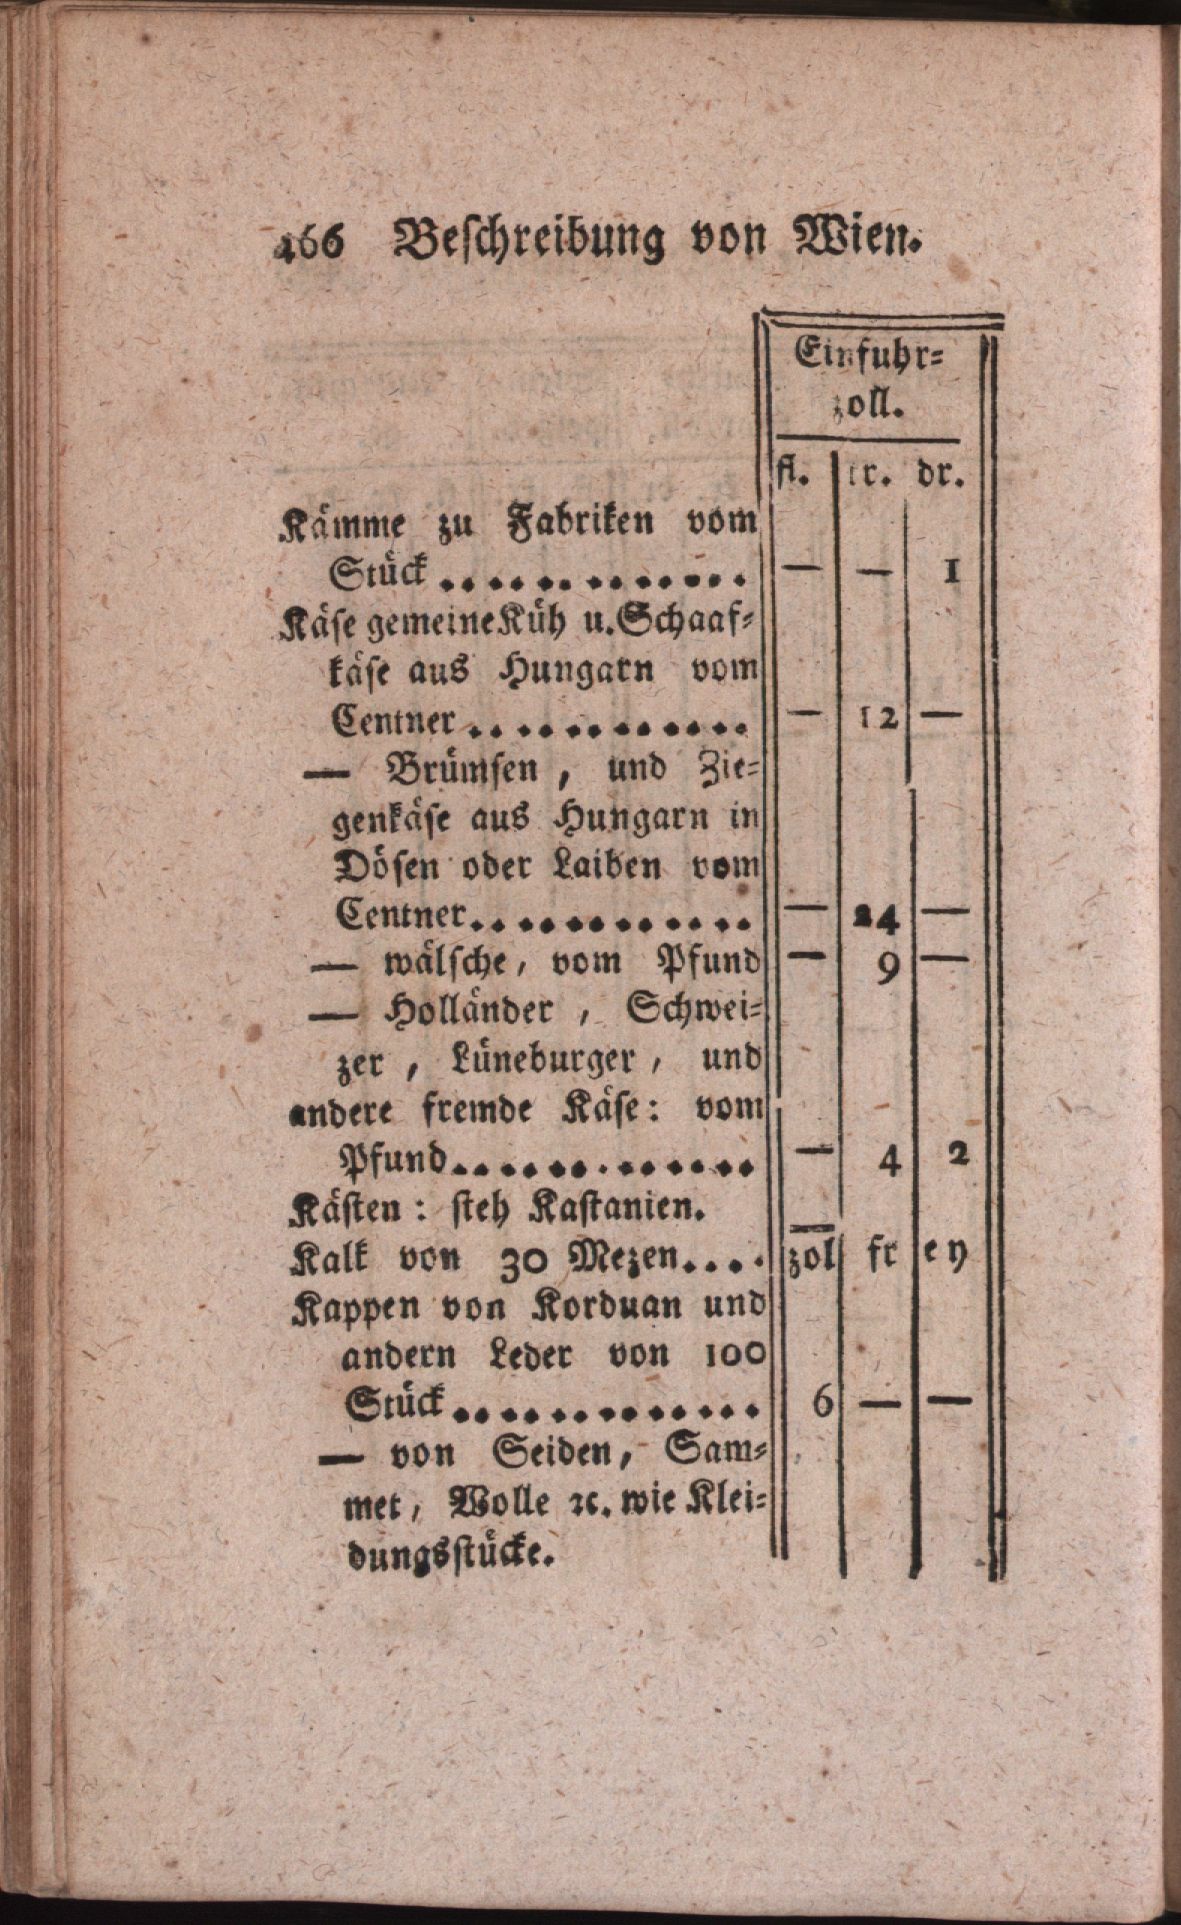 466 Beſchreibung von Wien.
Einfuhr=
zoll.
fl. kr. dr.
Kämme zu Fabriken vom
Stück............. — — 1
Käſe gemeine Küh u. Schaaf=
käſe aus Hungarn vom
Centner............ — 12 —
— Brümſen, und Zie=
genkäſe aus Hungarn in
Döſen oder Laiben vom
Centner............ — 24 —
— wälſche, vom Pfund — 9 —
— Holländer, Schwei=
zer, Lüneburger, und
andere fremde Käſe: vom
Pfund............. — 4 2
Käſten: ſteh Kaſtanien.
Kalk von 30 Mezen.... zol fr ey
Kappen von Korduan und
andern Leder von 100
Stück............. 6 — —
— von Seiden, Sam=
met, Wolle ꝛc. wie Klei=
dungsſtücke.